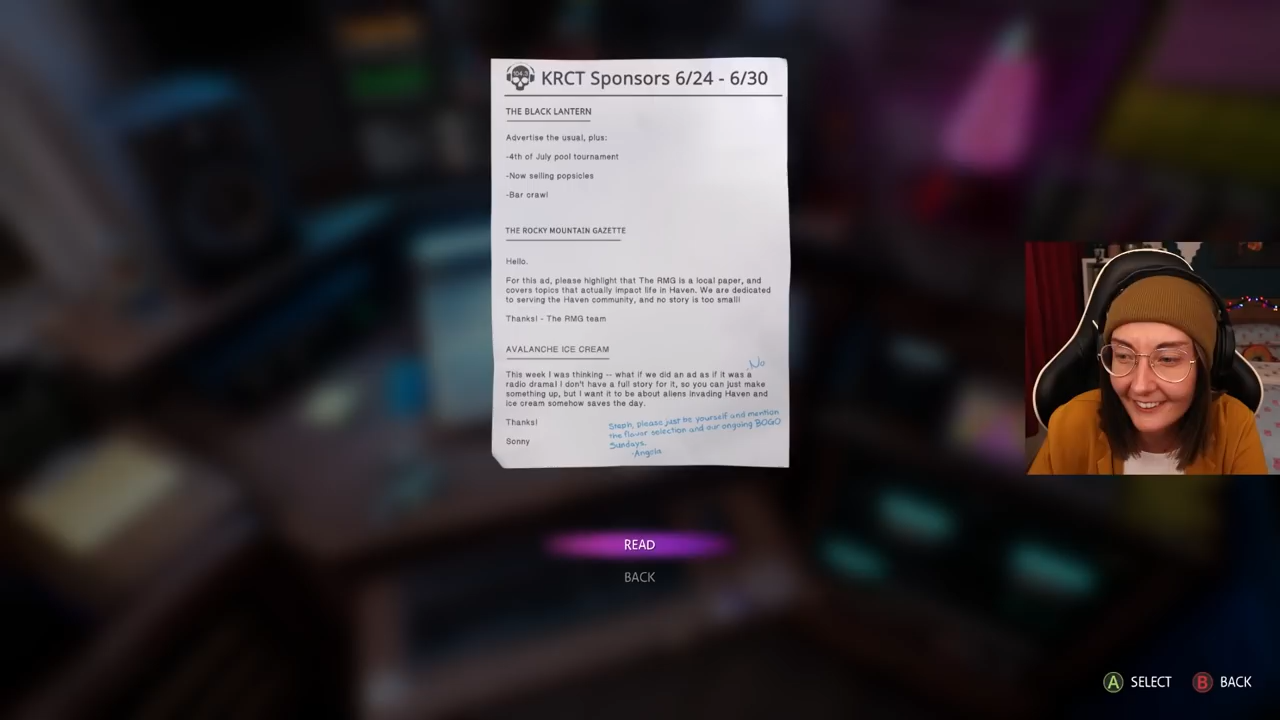 KRCT Sponsors 6/24 - 6/30
THE BLACK LANTERN
Advertise the usual, plus:
-4th of July pool tournament
-Now selling popsicles
-Bar crawl
THE ROCKY MOUNTAIN GAZETTE
Hello.
For this ad, please highlight that The RMG is a local paper, and
covers topics that actually impact life in Haven. We are dedicated
to serving the Haven community, and no story is too small!
Thanks! - The RMG team
AVALANCHE ICE CREAM
No
This week I was thinking -- what if we did an ad as if it was a
radio drama! I don't have a full story for it, so you can just make
something up, but I want it to be about aliens invading Haven and
ice cream somehow saves the day.
Thanks!
Sonny
Steph, please just be yourself and mention
the flavor selection and our ongoing BOGO
Sundays.
-Angela
READ
BACK
A SELECT B BACK